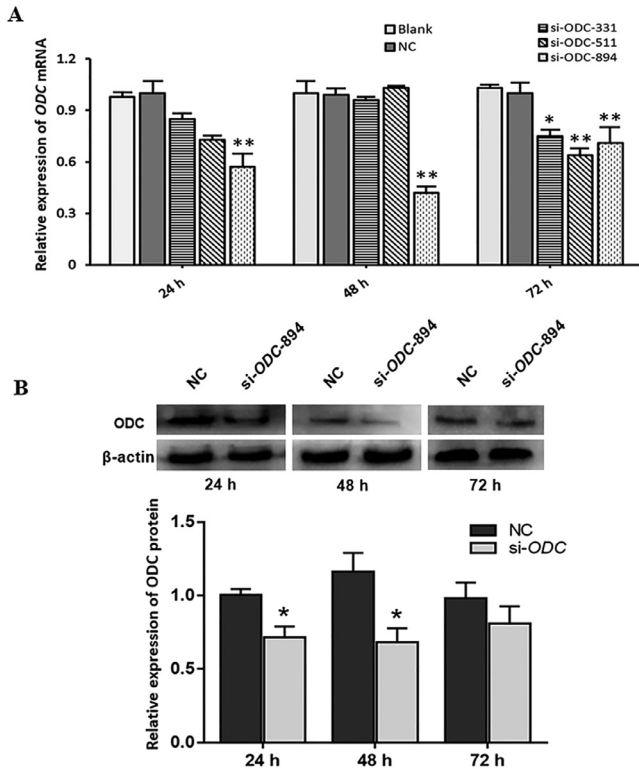 A
Blank
NC
si-ODC-331
si-ODC-511
si-ODC-894
Relative expression of ODC mRNA
1.2
0.9
0.6
0.3
0
**
**
*
**
**
24 h
48 h
72 h
B
NC
si-ODC-894
NC
si-ODC-894
NC
si-ODC-894
ODC
β-actin
24 h
48 h
72 h
Relative expression of ODC protein
1.5
1.0
0.5
0.0
NC
si-ODC
*
*
24 h
48 h
72 h